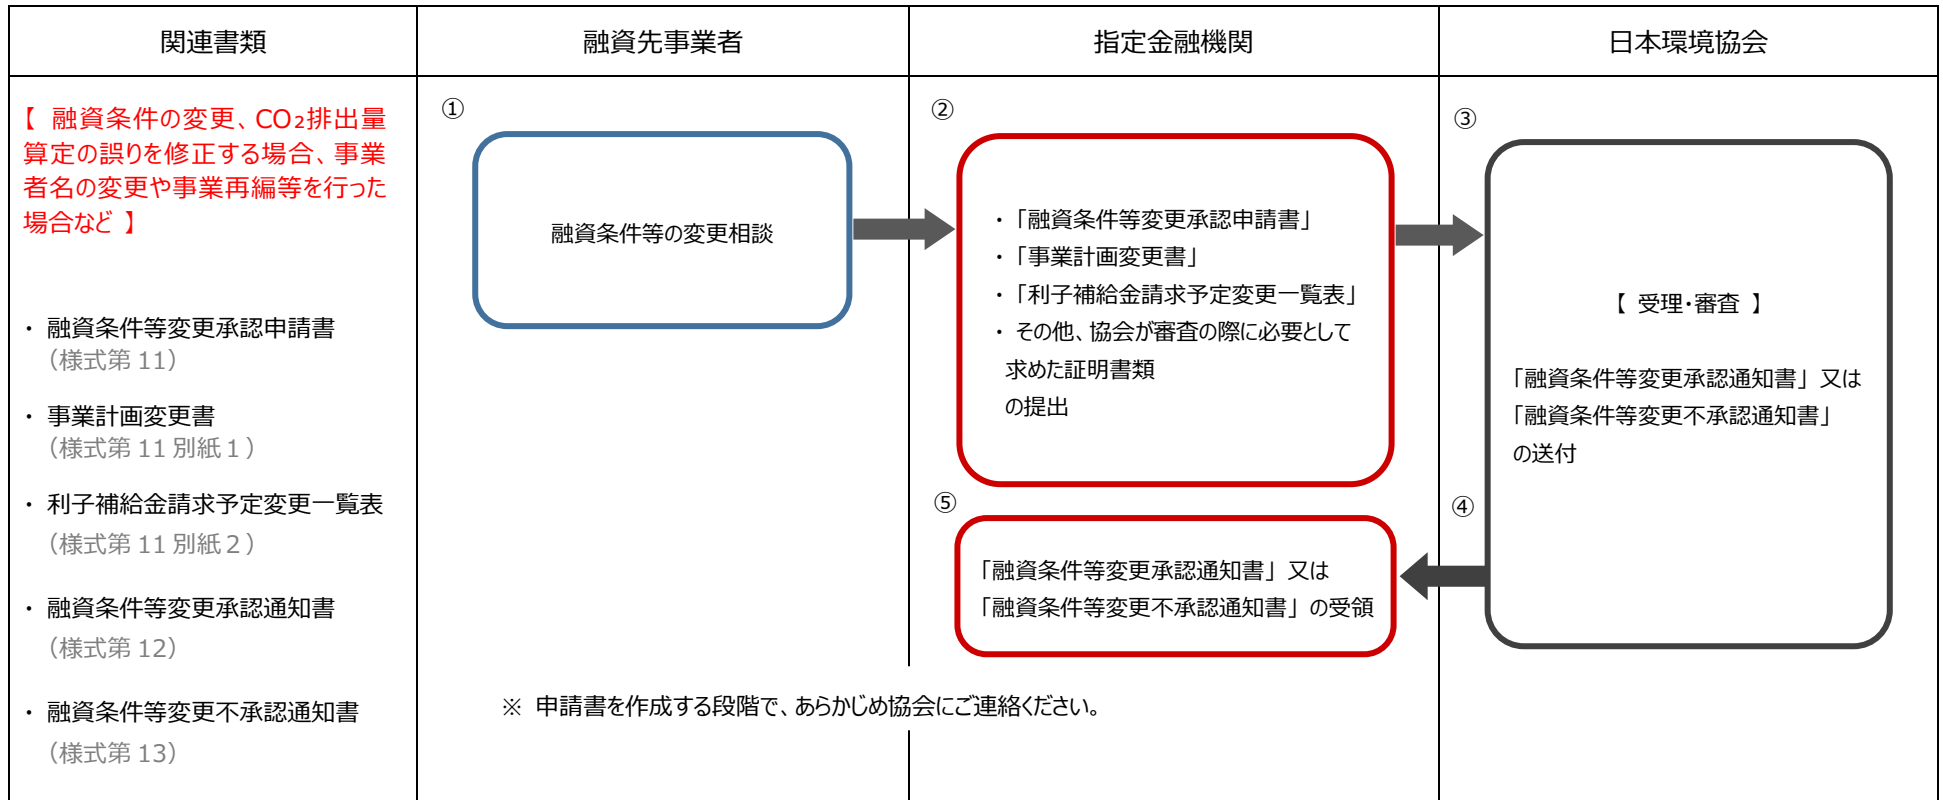 関連書類
融資先事業者
指定金融機関
日本環境協会
【 融資条件の変更、CO₂排出量
算定の誤りを修正する場合、事業
者名の変更や事業再編等を行った
場合など 】
・ 融資条件等変更承認申請書
（様式第 11）
・ 事業計画変更書
（様式第 11 別紙１）
・ 利子補給金請求予定変更一覧表
（様式第 11 別紙２）
・ 融資条件等変更承認通知書
（様式第 12）
・ 融資条件等変更不承認通知書
（様式第 13）
①
融資条件等の変更相談
②
・「融資条件等変更承認申請書」
・「事業計画変更書」
・「利子補給金請求予定変更一覧表」
・ その他、協会が審査の際に必要として
求めた証明書類
の提出
③
【 受理・審査 】
「融資条件等変更承認通知書」又は
「融資条件等変更不承認通知書」
の送付
④
⑤
「融資条件等変更承認通知書」又は
「融資条件等変更不承認通知書」の受領
※ 申請書を作成する段階で、あらかじめ協会にご連絡ください。